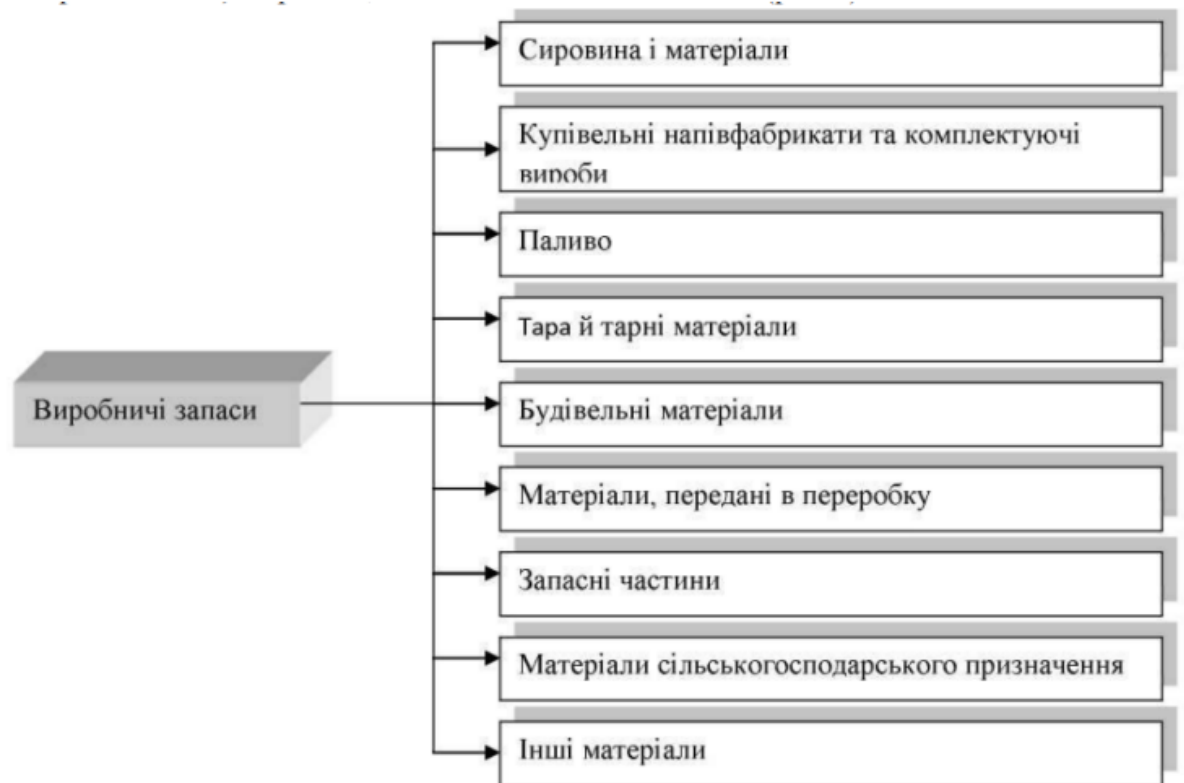 Сировина і матеріали
Купівельні напівфабрикати та комплектуючі
вироби
Паливо
Тара й тарні матеріали
Виробничі запаси
Будівельні матеріали
Матеріали, передані в переробку
Запасні частини
Матеріали сільськогосподарського призначення
Інші матеріали